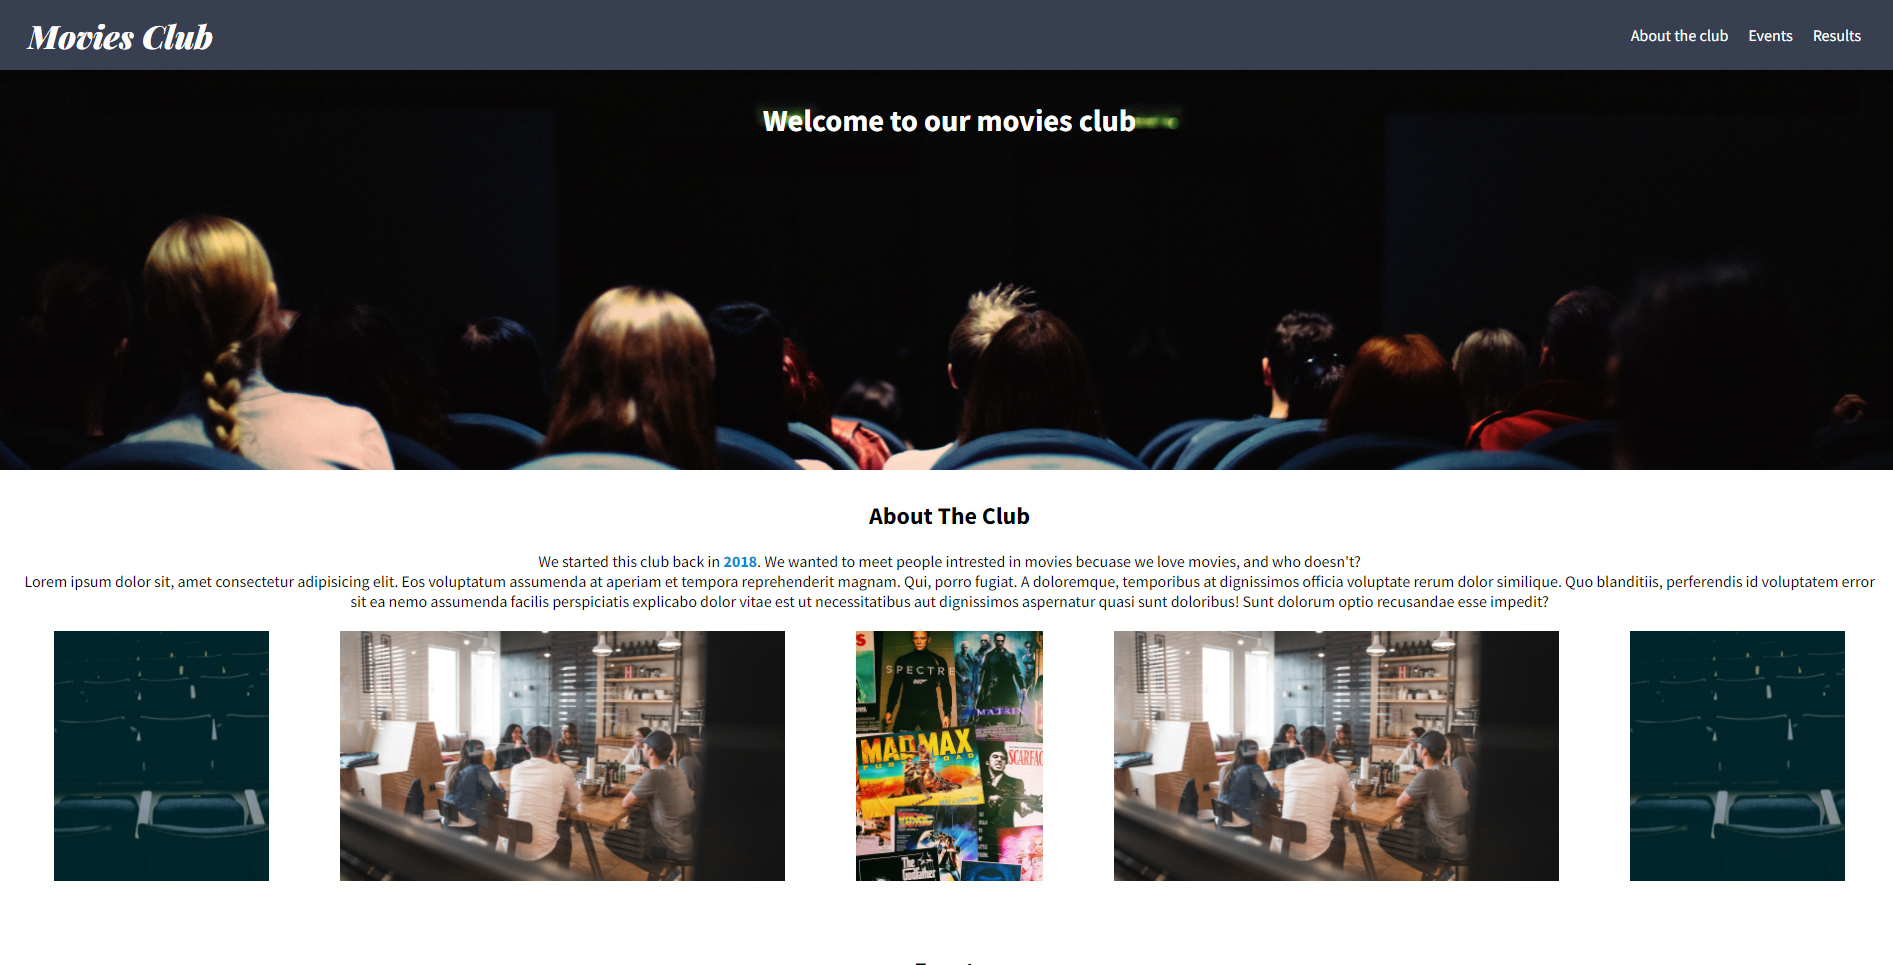 Movies Club
About the club
Events
Results
Welcome to our movies club
About The Club
We started this club back in 2018. We wanted to meet people intrested in movies becuase we love movies, and who doesn't?
Lorem ipsum dolor sit, amet consectetur adipisicing elit. Eos voluptatum assumenda at aperiam et tempora reprehenderit magnam. Qui, porro fugiat. A doloremque, temporibus at dignissimos officia voluptate rerum dolor similique. Quo blanditiis, perferendis id voluptatem error
sit ea nemo assumenda facilis perspiciatis explicabo dolor vitae est ut necessitatibus aut dignissimos aspernatur quasi sunt doloribus! Sunt dolorum optio recusandae esse impedit?
SPECTRE
007
MATRIX
MAD MAX
SCARFAC
The
Godfather